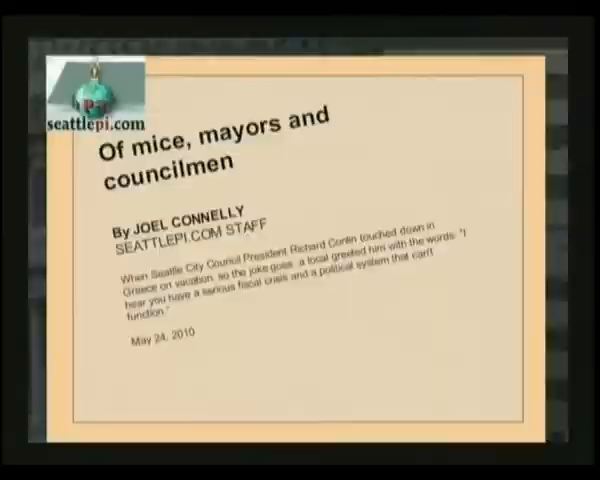 seattlepi.com
Of mice, mayors and
councilmen
By JOEL CONNELLY
SEATTLEPI.COM STAFF
When Seattle City Council President Richard Conlin touched down in
Greece on vacation, so the joke goes, a local greeted him with the words: "I
hear you have a serious fiscal crisis and a political system that can't
function."
May 24, 2010